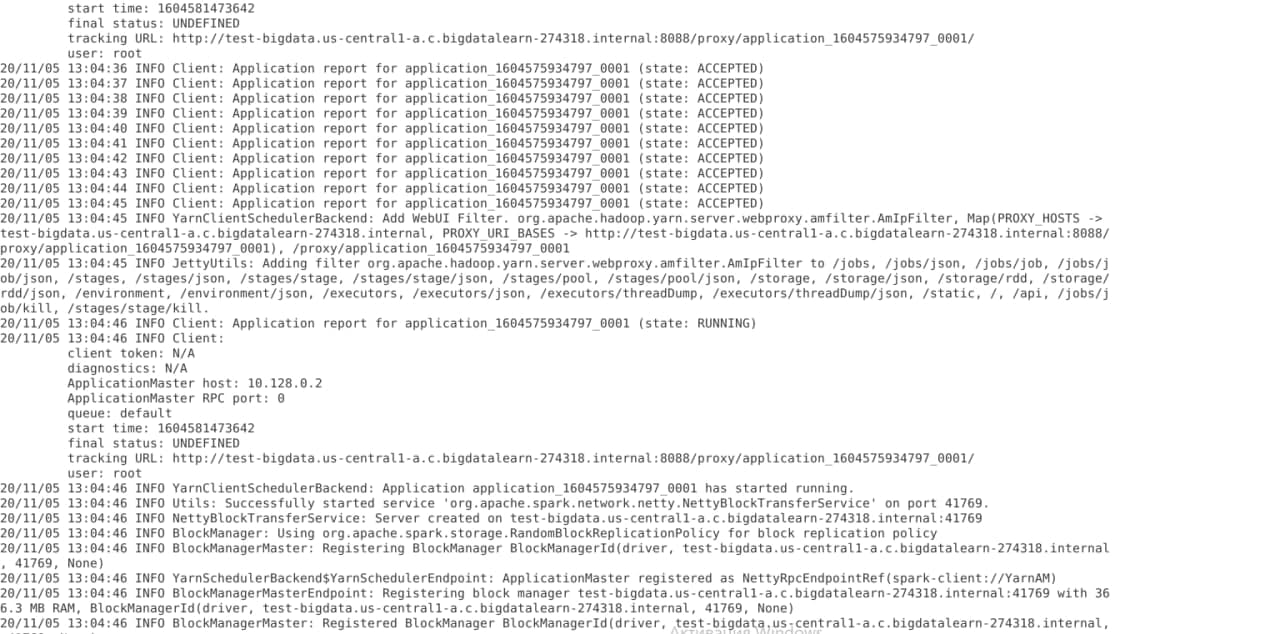 start time: 1604581473642
final status: UNDEFINED
tracking URL: http://test-bigdata.us-central1-a.c.bigdatalearn-274318.internal:8088/proxy/application_1604575934797_0001/
user: root
20/11/05 13:04:36 INFO Client: Application report for application_1604575934797_0001 (state: ACCEPTED)
20/11/05 13:04:37 INFO Client: Application report for application_1604575934797_0001 (state: ACCEPTED)
20/11/05 13:04:38 INFO Client: Application report for application_1604575934797_0001 (state: ACCEPTED)
20/11/05 13:04:39 INFO Client: Application report for application_1604575934797_0001 (state: ACCEPTED)
20/11/05 13:04:40 INFO Client: Application report for application_1604575934797_0001 (state: ACCEPTED)
20/11/05 13:04:41 INFO Client: Application report for application_1604575934797_0001 (state: ACCEPTED)
20/11/05 13:04:42 INFO Client: Application report for application_1604575934797_0001 (state: ACCEPTED)
20/11/05 13:04:43 INFO Client: Application report for application_1604575934797_0001 (state: ACCEPTED)
20/11/05 13:04:44 INFO Client: Application report for application_1604575934797_0001 (state: ACCEPTED)
20/11/05 13:04:45 INFO Client: Application report for application_1604575934797_0001 (state: ACCEPTED)
20/11/05 13:04:45 INFO YarnClientSchedulerBackend: Add WebUI Filter. org.apache.hadoop.yarn.server.webproxy.amfilter.AmIpFilter, Map(PROXY_HOSTS ->
test-bigdata.us-central1-a.c.bigdatalearn-274318.internal, PROXY_URI_BASES -> http://test-bigdata.us-central1-a.c.bigdatalearn-274318.internal:8088/
proxy/application_1604575934797_0001), /proxy/application_1604575934797_0001
20/11/05 13:04:45 INFO JettyUtils: Adding filter org.apache.hadoop.yarn.server.webproxy.amfilter.AmIpFilter to /jobs, /jobs/json, /jobs/job, /jobs/j
ob/json, /stages, /stages/json, /stages/stage, /stages/stage/json, /stages/pool, /stages/pool/json, /storage, /storage/json, /storage/rdd, /storage/
rdd/json, /environment, /environment/json, /executors, /executors/json, /executors/threadDump, /executors/threadDump/json, /static, /, /api, /jobs/j
ob/kill, /stages/stage/kill.
20/11/05 13:04:46 INFO Client: Application report for application_1604575934797_0001 (state: RUNNING)
20/11/05 13:04:46 INFO Client:
client token: N/A
diagnostics: N/A
ApplicationMaster host: 10.128.0.2
ApplicationMaster RPC port: 0
queue: default
start time: 1604581473642
final status: UNDEFINED
tracking URL: http://test-bigdata.us-central1-a.c.bigdatalearn-274318.internal:8088/proxy/application_1604575934797_0001/
user: root
20/11/05 13:04:46 INFO YarnClientSchedulerBackend: Application application_1604575934797_0001 has started running.
20/11/05 13:04:46 INFO Utils: Successfully started service 'org.apache.spark.network.netty.NettyBlockTransferService' on port 41769.
20/11/05 13:04:46 INFO NettyBlockTransferService: Server created on test-bigdata.us-central1-a.c.bigdatalearn-274318.internal:41769
20/11/05 13:04:46 INFO BlockManager: Using org.apache.spark.storage.RandomBlockReplicationPolicy for block replication policy
20/11/05 13:04:46 INFO BlockManagerMaster: Registering BlockManager BlockManagerId(driver, test-bigdata.us-central1-a.c.bigdatalearn-274318.internal
, 41769, None)
20/11/05 13:04:46 INFO YarnSchedulerBackend$YarnSchedulerEndpoint: ApplicationMaster registered as NettyRpcEndpointRef(spark-client://YarnAM)
20/11/05 13:04:46 INFO BlockManagerMasterEndpoint: Registering block manager test-bigdata.us-central1-a.c.bigdatalearn-274318.internal:41769 with 36
6.3 MB RAM, BlockManagerId(driver, test-bigdata.us-central1-a.c.bigdatalearn-274318.internal, 41769, None)
20/11/05 13:04:46 INFO BlockManagerMaster: Registered BlockManager BlockManagerId(driver, test-bigdata.us-central1-a.c.bigdatalearn-274318.internal,
Активация Windows